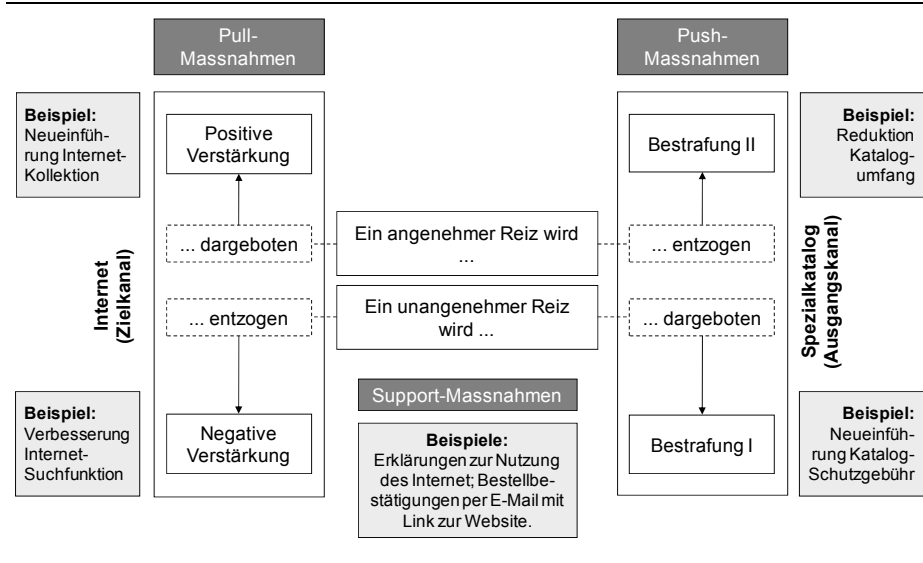 Pull-
Massnahmen
Push-
Massnahmen
Beispiel:
Neueinfüh-
rung Internet-
Kollektion
Positive
Verstärkung
Bestrafung II
Beispiel:
Reduktion
Katalog-
umfang
... dargeboten
Ein angenehmer Reiz wird
...
... entzogen
Internet
(Zielkanal)
Spezialkatalog
(Ausgangskanal)
... entzogen
Ein unangenehmer Reiz
wird ...
... dargeboten
Support-Massnahmen
Beispiel:
Verbesserung
Internet-
Suchfunktion
Negative
Verstärkung
Beispiele:
Erklärungen zur Nutzung
des Internet; Bestellbe-
stätigungen per E-Mail mit
Link zur Website.
Bestrafung I
Beispiel:
Neueinfüh-
rung Katalog-
Schutzgebühr